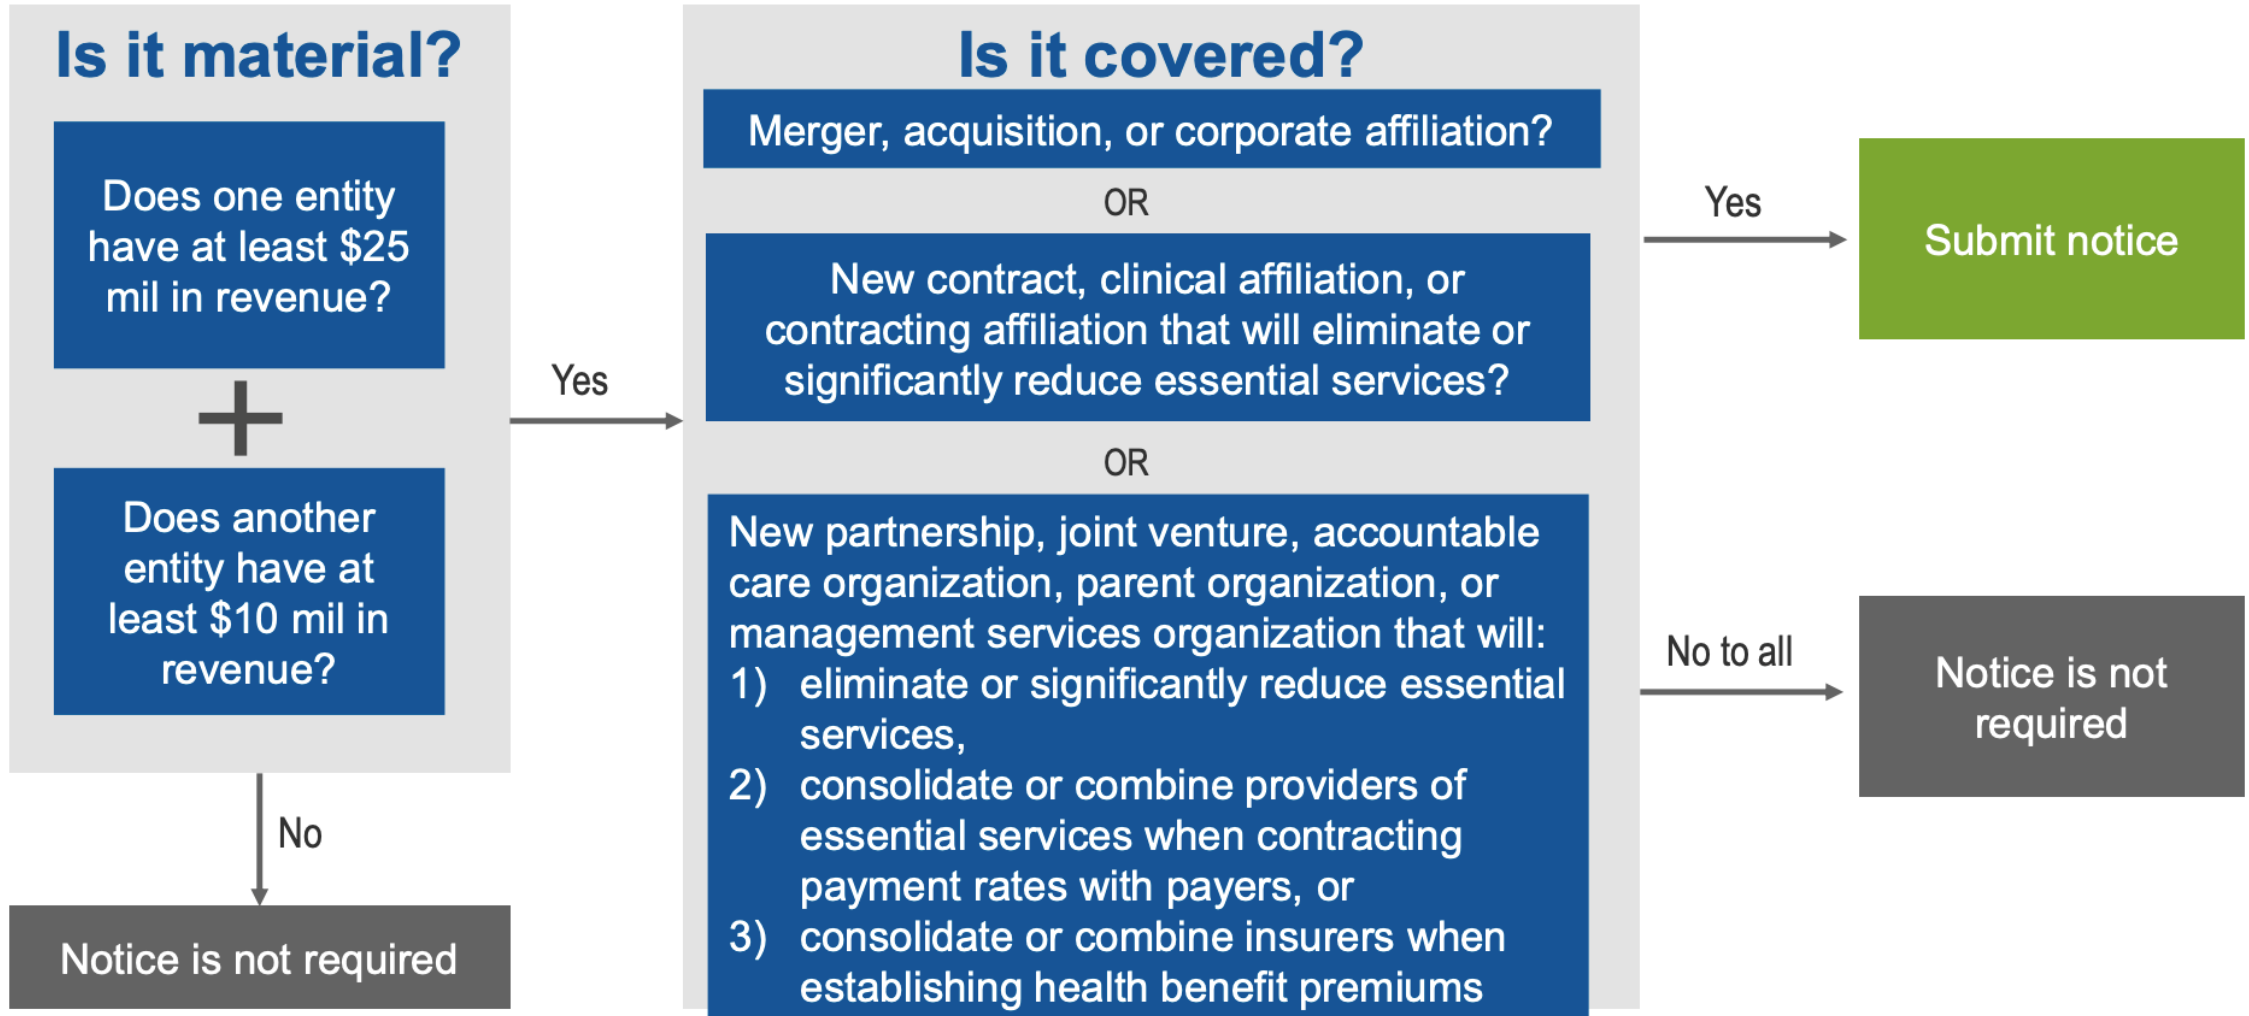 Is it material?
Does one entity
have at least $25
mil in revenue?
Does another
entity have at
least $10 mil in
revenue?
No
Notice is not required
Yes
Is it covered?
Merger, acquisition, or corporate affiliation?
OR
New contract, clinical affiliation, or
contracting affiliation that will eliminate or
significantly reduce essential services?
OR
New partnership, joint venture, accountable
care organization, parent organization, or
management services organization that will:
1) eliminate or significantly reduce essential
services,
2) consolidate or combine providers of
essential services when contracting
payment rates with payers, or
3) consolidate or combine insurers when
establishing health benefit premiums
Yes
Submit notice
No to all
Notice is not
required